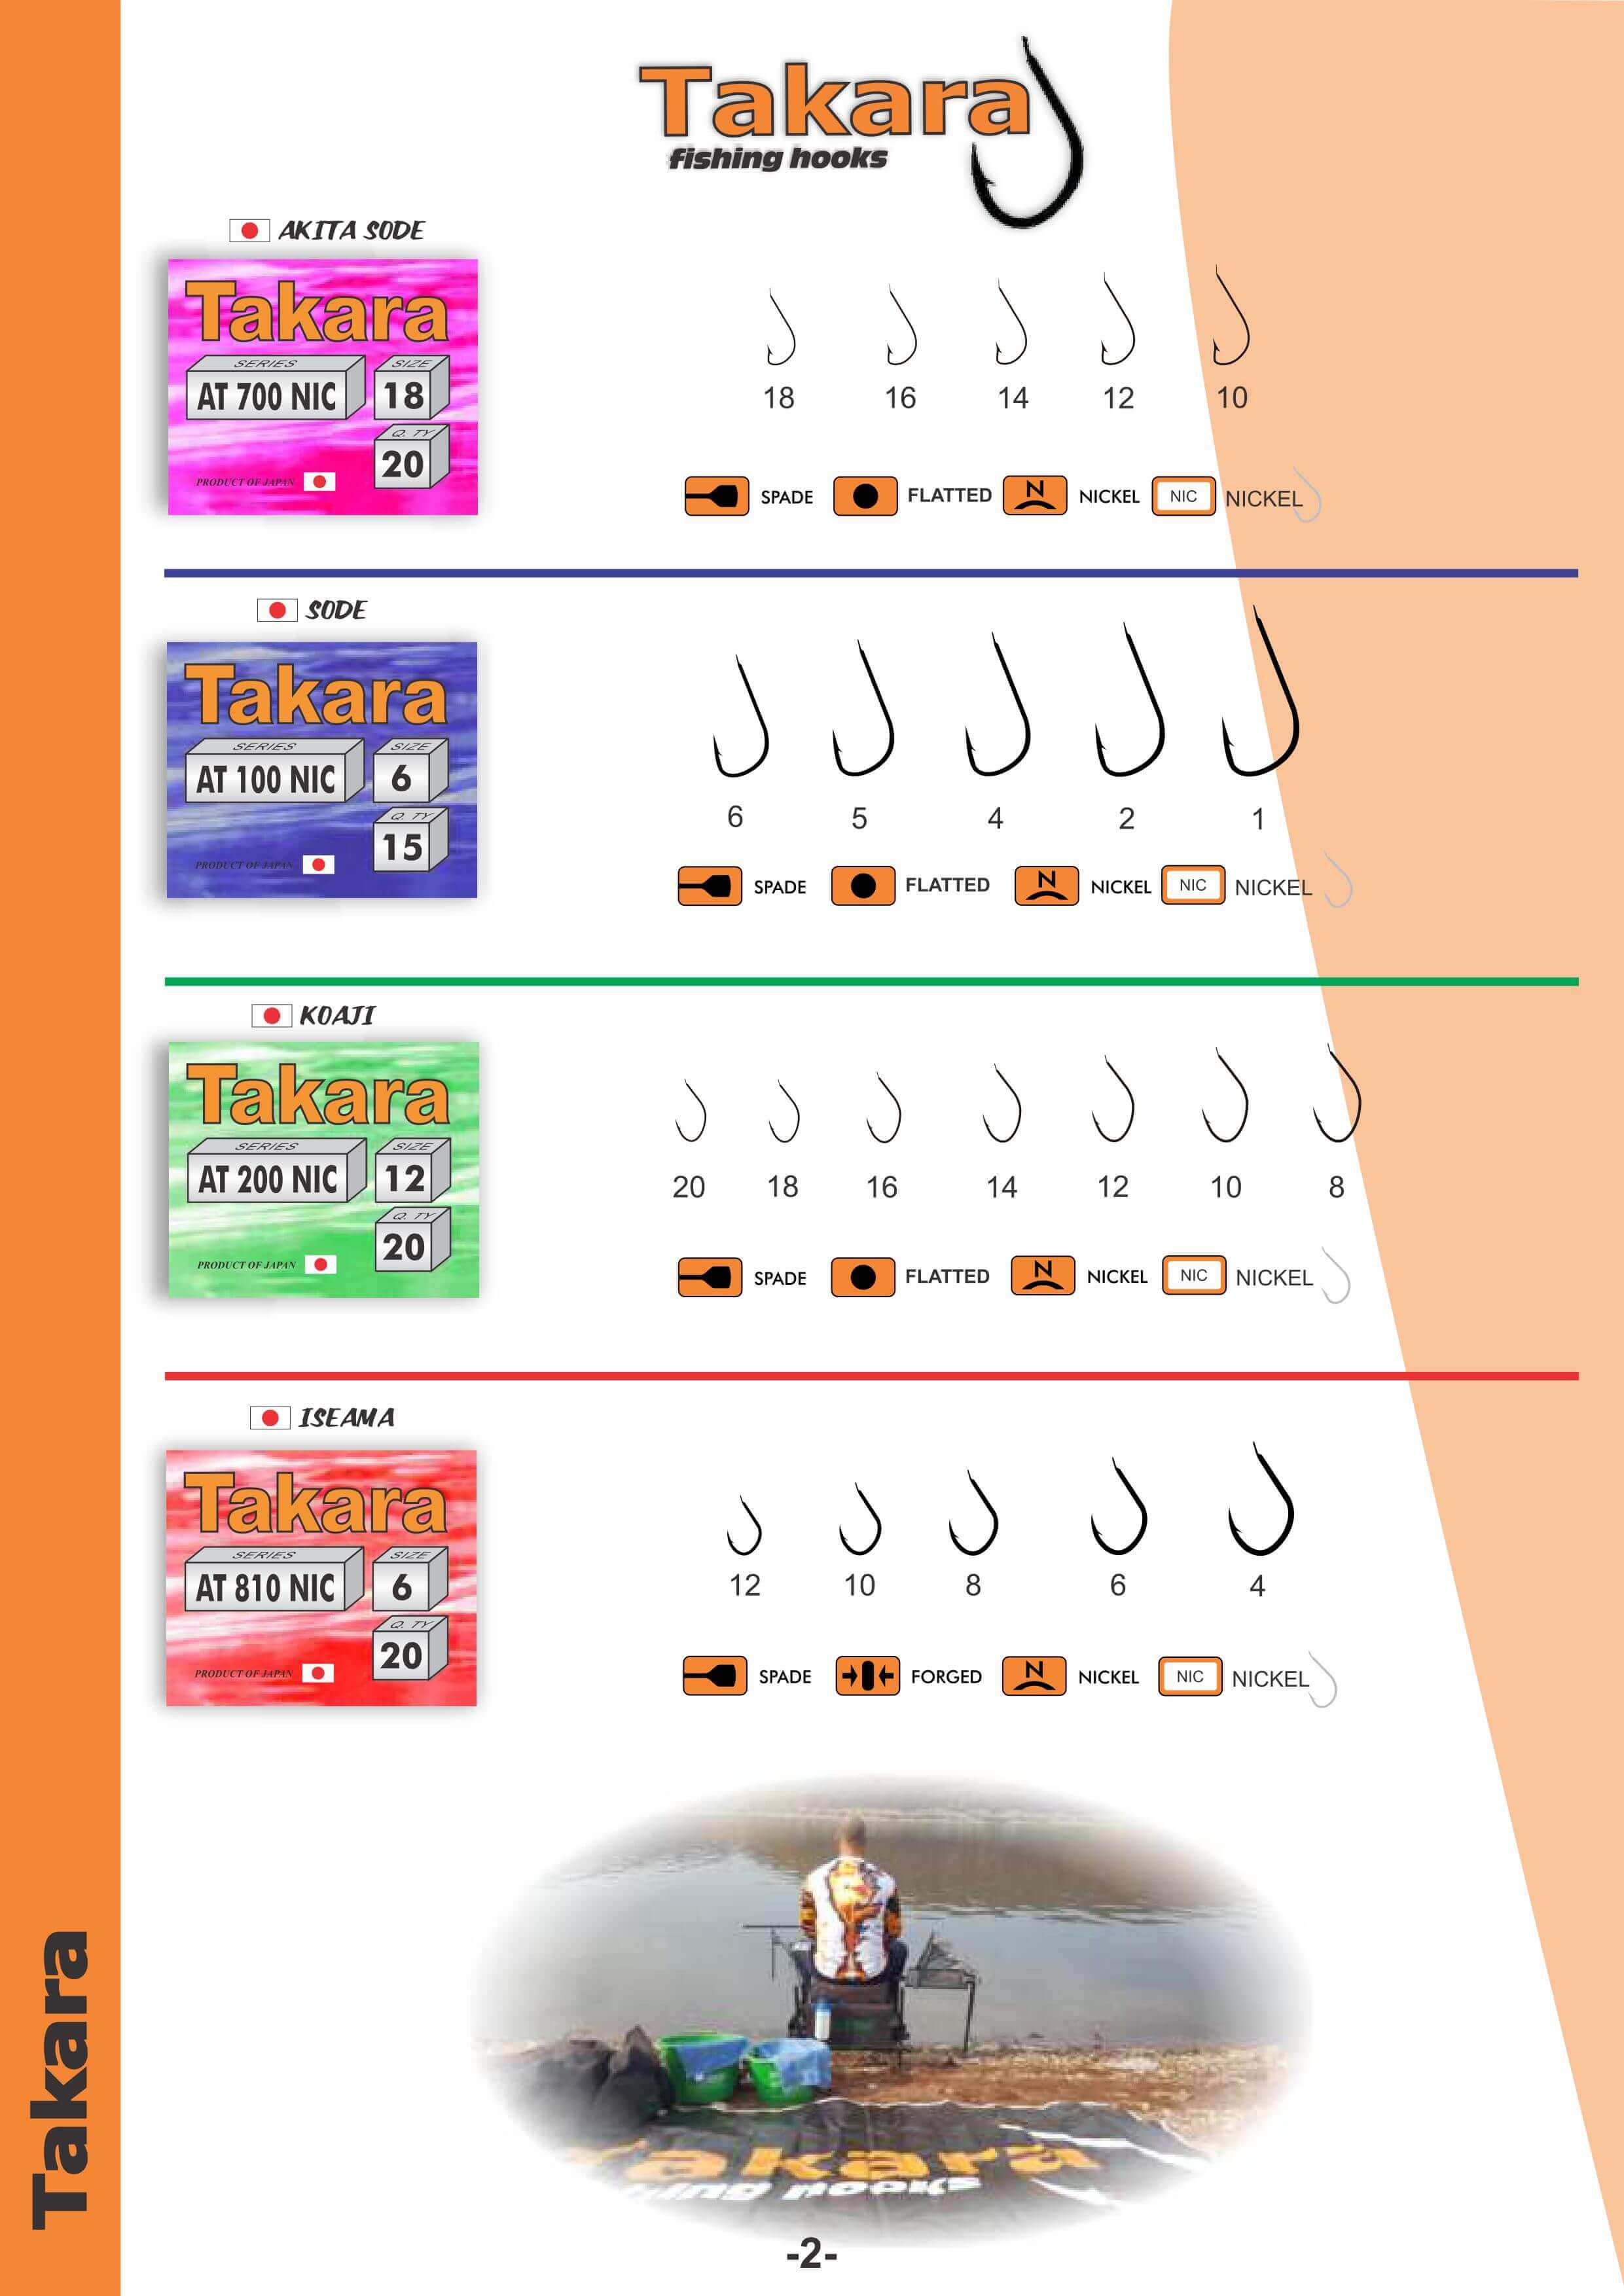 Takara
fishing hooks
AKITA SODE
Takara
SERIES SIZE
AT 700 NIC 18
Q. TY
20
PRODUCT OF JAPAN
18 16 14 12 10
SPADE FLATTED N NICKEL NIC NICKEL
SODE
Takara
SERIES SIZE
AT 100 NIC 6
Q. TY
15
PRODUCT OF JAPAN
6 5 4 2 1
SPADE FLATTED N NICKEL NIC NICKEL
KOAJI
Takara
SERIES SIZE
AT 200 NIC 12
Q. TY
20
PRODUCT OF JAPAN
20 18 16 14 12 10 8
SPADE FLATTED N NICKEL NIC NICKEL
ISEAMA
Takara
SERIES SIZE
AT 810 NIC 6
Q. TY
20
PRODUCT OF JAPAN
12 10 8 6 4
SPADE FORGED N NICKEL NIC NICKEL
Takara
hooks
Takara
-2-